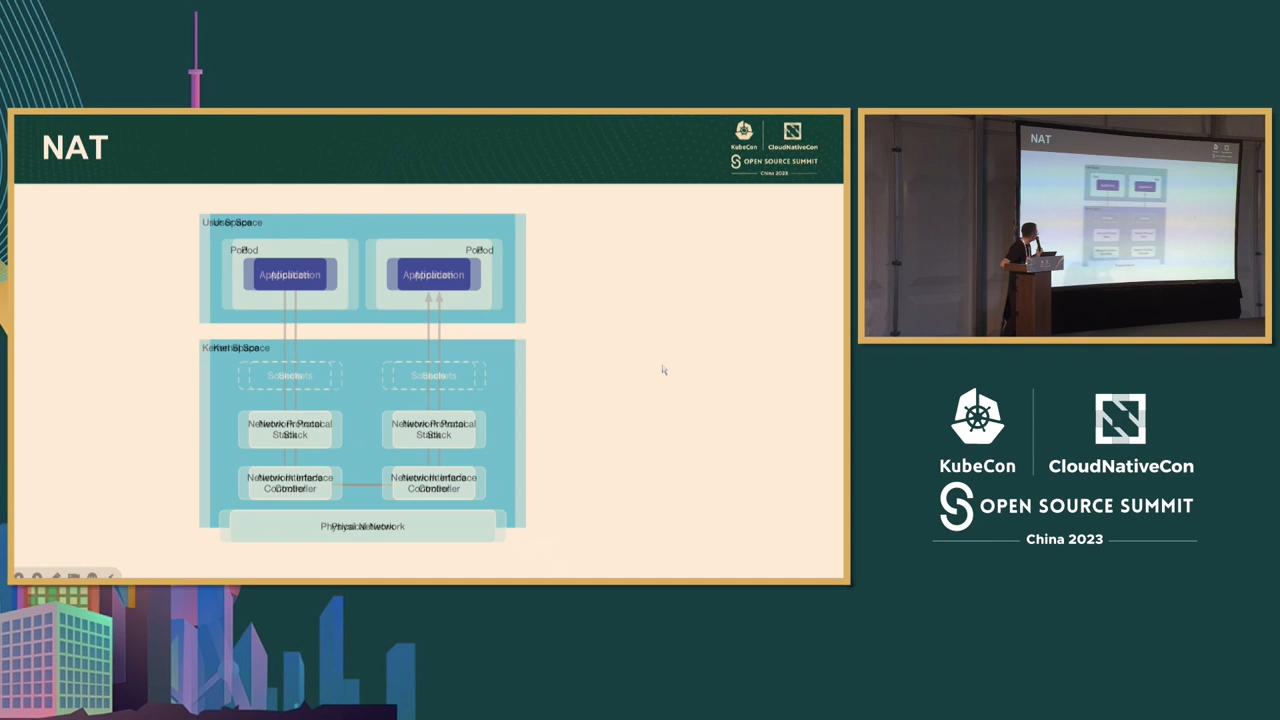 NAT
KubeCon
CloudNativeCon
OPEN SOURCE SUMMIT
China 2023
User Space
Pod
Pod
Application
Application
Kernel Space
Sockets
Sockets
Network Protocal
Stack
Network Protocal
Stack
Network Interface
Controller
Network Interface
Controller
Physical Network
NAT
KubeCon
CloudNativeCon
OPEN SOURCE SUMMIT
China 2023